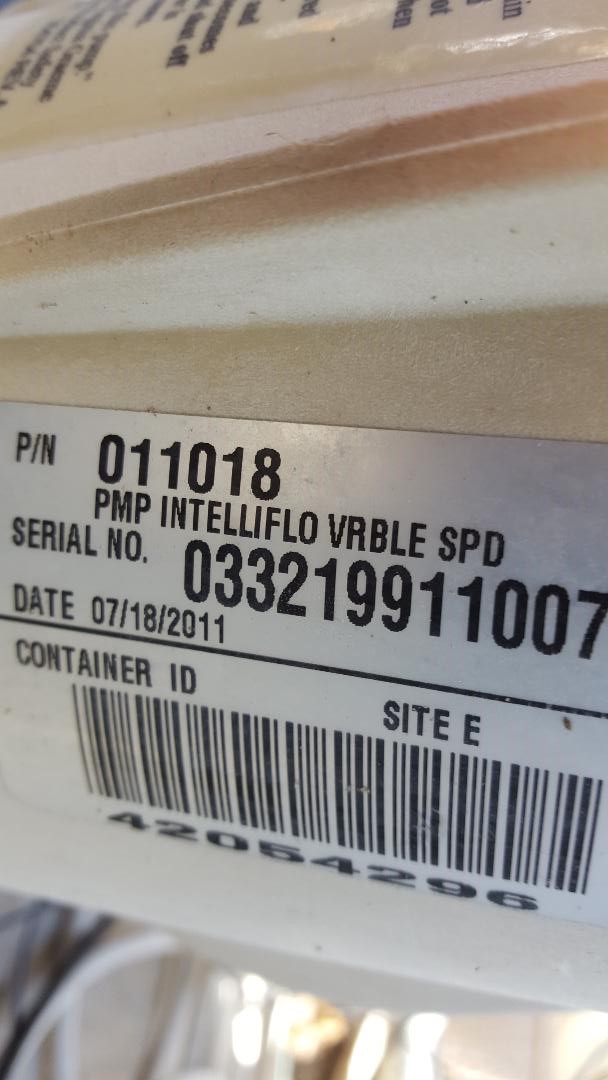 P/N 011018
PMP INTELLIFLO VRBLE SPD
SERIAL NO. 033219911007
DATE 07/18/2011
CONTAINER ID
SITE E
42054296